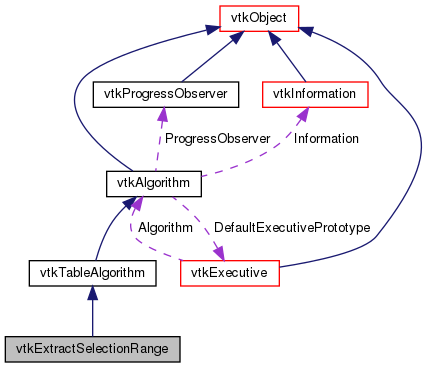 vtkObject
vtkProgressObserver
vtkInformation
ProgressObserver
Information
vtkAlgorithm
Algorithm
DefaultExecutivePrototype
vtkTableAlgorithm
vtkExecutive
vtkExtractSelectionRange